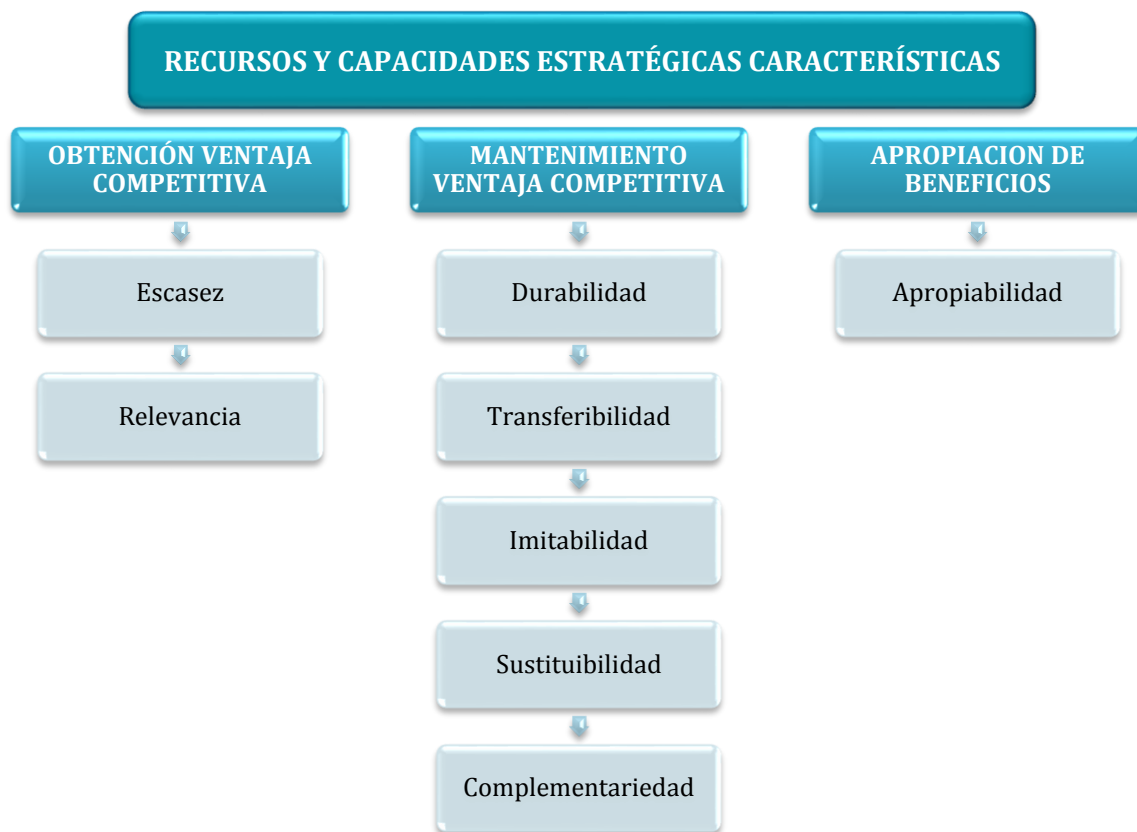 RECURSOS Y CAPACIDADES ESTRATÉGICAS CARACTERÍSTICAS
OBTENCIÓN VENTAJA
COMPETITIVA
Escasez
Relevancia
MANTENIMIENTO
VENTAJA COMPETITIVA
Durabilidad
Transferibilidad
Imitabilidad
Sustituibilidad
Complementariedad
APROPIACION DE
BENEFICIOS
Apropiabilidad